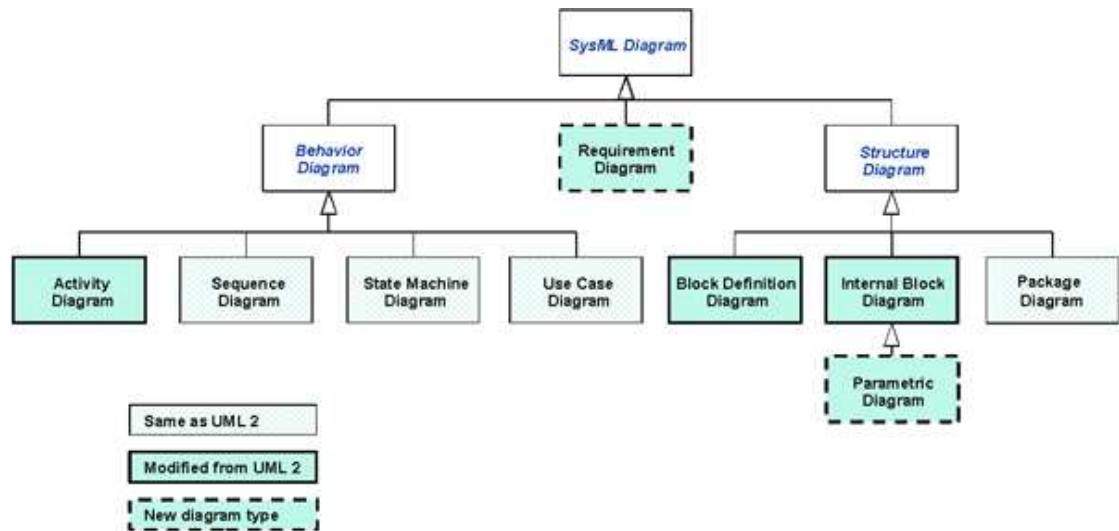 SysML Diagram
Behavior
Diagram
Requirement
Diagram
Structure
Diagram
Activity
Diagram
Sequence
Diagram
State Machine
Diagram
Use Case
Diagram
Block Definition
Diagram
Internal Block
Diagram
Package
Diagram
Parametric
Diagram
Same as UML 2
Modified from UML 2
New diagram type